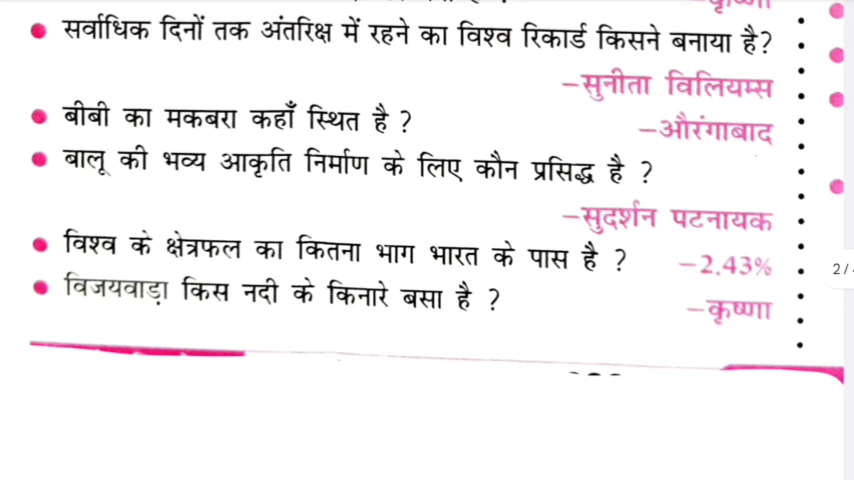 ● सर्वाधिक दिनों तक अंतरिक्ष में रहने का विश्व रिकार्ड किसने बनाया है?
–सुनीता विलियम्स
● बीबी का मकबरा कहाँ स्थित है ? –औरंगाबाद
● बालू की भव्य आकृति निर्माण के लिए कौन प्रसिद्ध है ?
–सुदर्शन पटनायक
● विश्व के क्षेत्रफल का कितना भाग भारत के पास है ? –2.43%
● विजयवाड़ा किस नदी के किनारे बसा है ? –कृष्णा
2/